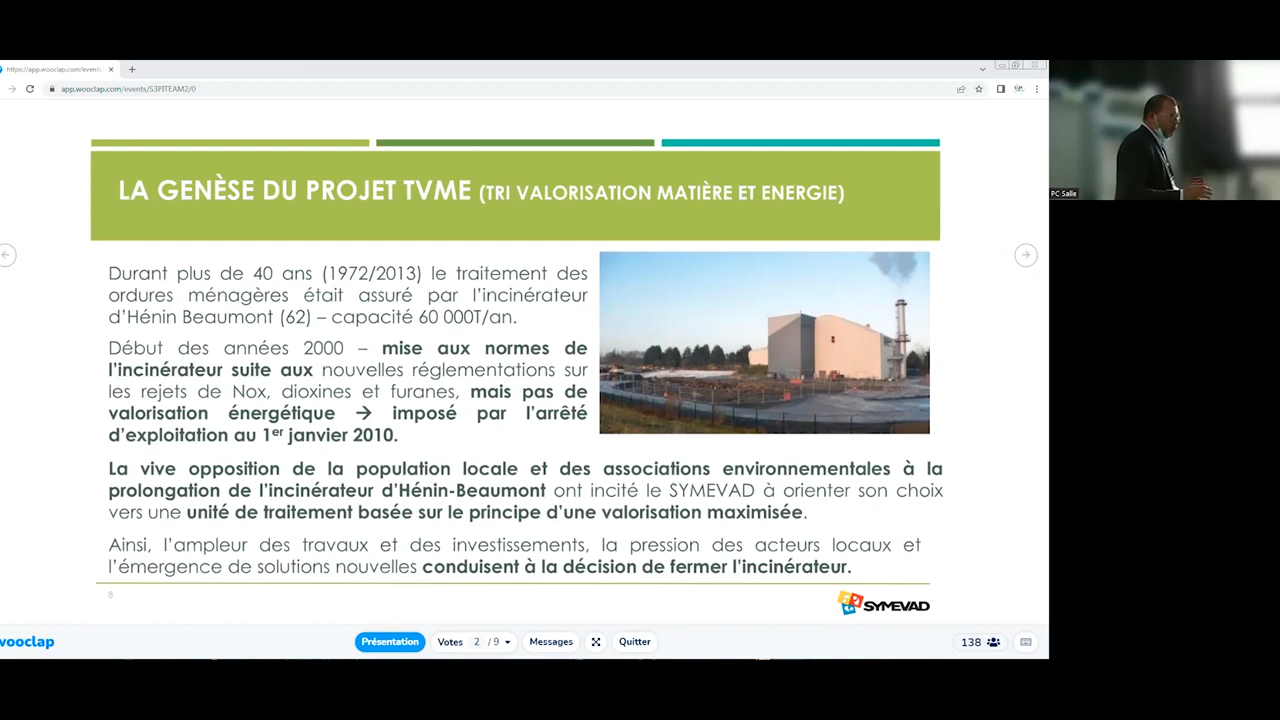 https://app.wooclap.com/events
app.wooclap.com/events/S3PITEAM2/0
LA GENÈSE DU PROJET TVME (TRI VALORISATION MATIÈRE ET ENERGIE)
PC Salle
Durant plus de 40 ans (1972/2013) le traitement des
ordures ménagères était assuré par l'incinérateur
d'Hénin Beaumont (62) – capacité 60 000T/an.
Début des années 2000 – mise aux normes de
l'incinérateur suite aux nouvelles réglementations sur
les rejets de Nox, dioxines et furanes, mais pas de
valorisation énergétique → imposé par l'arrêté
d'exploitation au 1er janvier 2010.
La vive opposition de la population locale et des associations environnementales à la
prolongation de l'incinérateur d'Hénin-Beaumont ont incité le SYMEVAD à orienter son choix
vers une unité de traitement basée sur le principe d'une valorisation maximisée.
Ainsi, l'ampleur des travaux et des investissements, la pression des acteurs locaux et
l'émergence de solutions nouvelles conduisent à la décision de fermer l'incinérateur.
8
SYMEVAD
wooclap
Présentation
Votes 2 / 9
Messages
Quitter
138